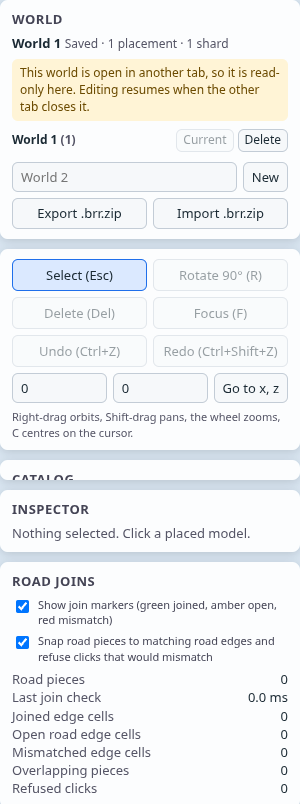 WORLD
World 1 Saved · 1 placement · 1 shard
This world is open in another tab, so it is read-
only here. Editing resumes when the other
tab closes it.
World 1 (1) Current Delete
World 2 New
Export .brr.zip Import .brr.zip
Select (Esc) Rotate 90° (R)
Delete (Del) Focus (F)
Undo (Ctrl+Z) Redo (Ctrl+Shift+Z)
0 0 Go to x, z
Right-drag orbits, Shift-drag pans, the wheel zooms,
C centres on the cursor.
CATALOG
INSPECTOR
Nothing selected. Click a placed model.
ROAD JOINS
Show join markers (green joined, amber open,
red mismatch)
Snap road pieces to matching road edges and
refuse clicks that would mismatch
Road pieces 0
Last join check 0.0 ms
Joined edge cells 0
Open road edge cells 0
Mismatched edge cells 0
Overlapping pieces 0
Refused clicks 0